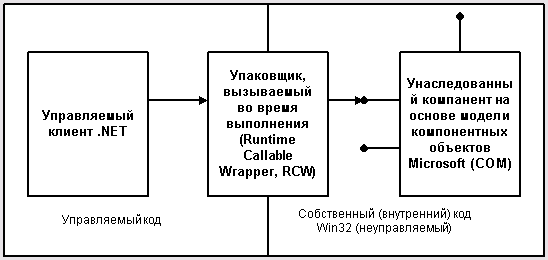 Управляемый
клиент .NET
Упаковщик,
вызываемый
во время
выполнения
(Runtime
Callable
Wrapper, RCW)
Унаследованны
й компанент на
основе модели
компонентных
объектов
Microsoft (COM)
Управляемый код
Собственный (внутренний) код
Win32 (неуправляемый)